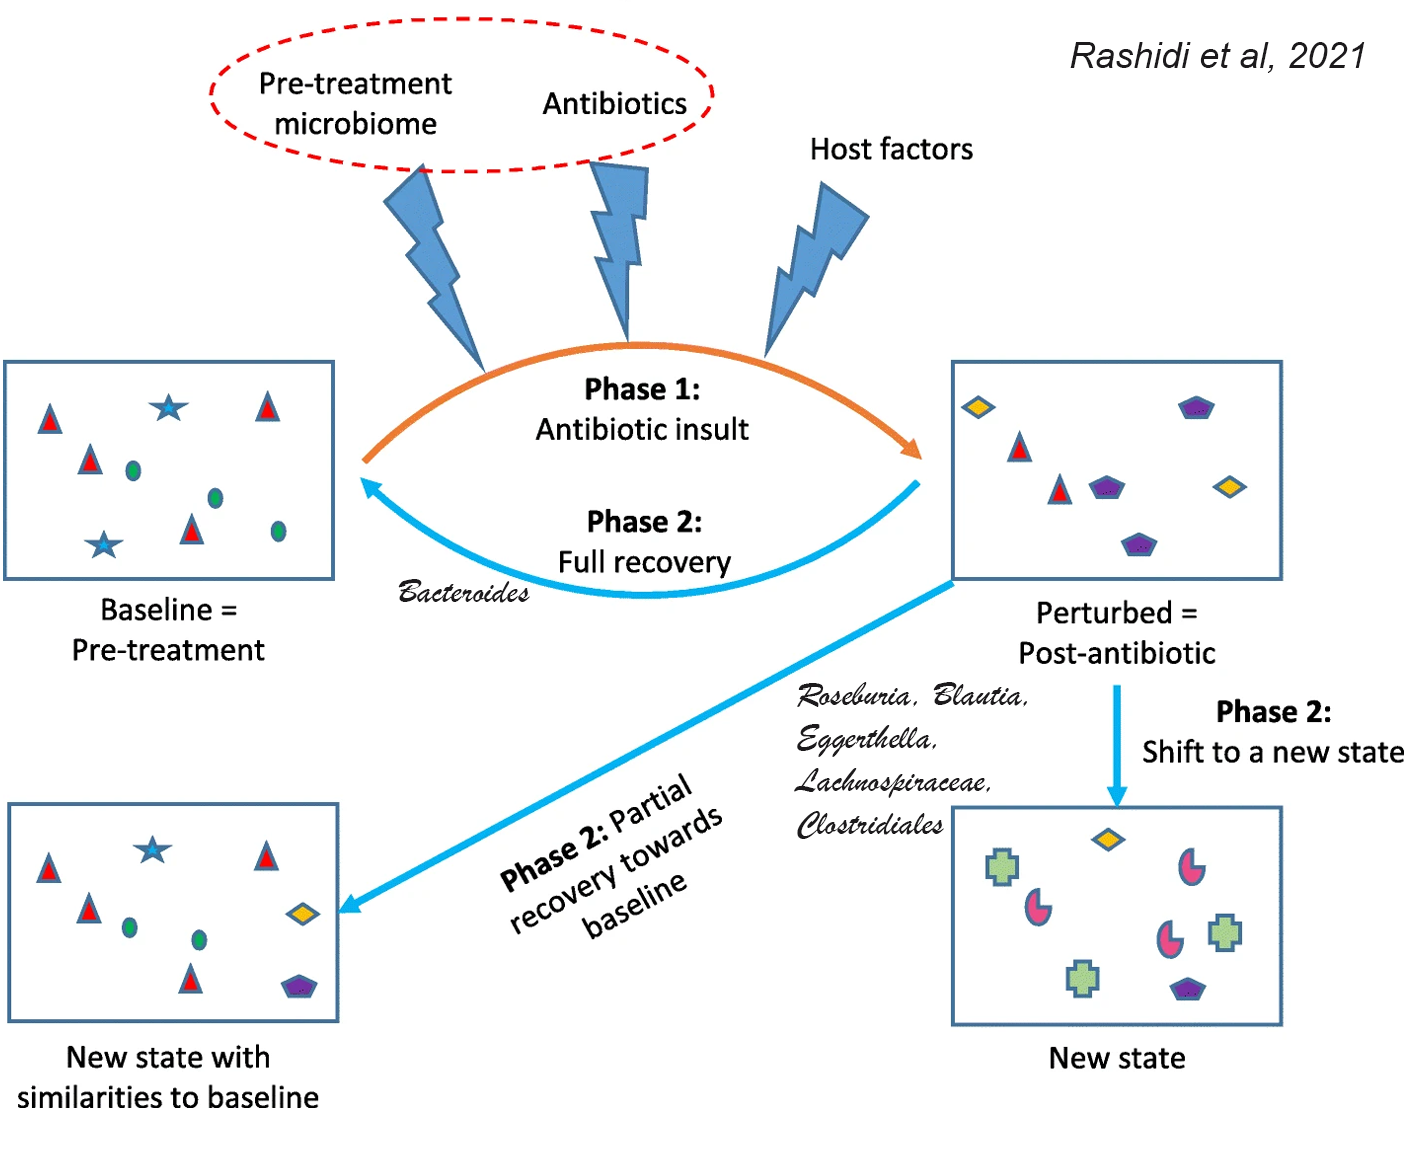 Rashidi et al, 2021
Pre-treatment
microbiome
Antibiotics
Host factors
Phase 1:
Antibiotic insult
Phase 2:
Full recovery
Bacteroides
Baseline =
Pre-treatment
Perturbed =
Post-antibiotic
Roseburia, Blautia,
Eggerthella,
Lachnospiraceae,
Clostridiales
Phase 2:
Shift to a new state
Phase 2: Partial
recovery towards
baseline
New state with
similarities to baseline
New state